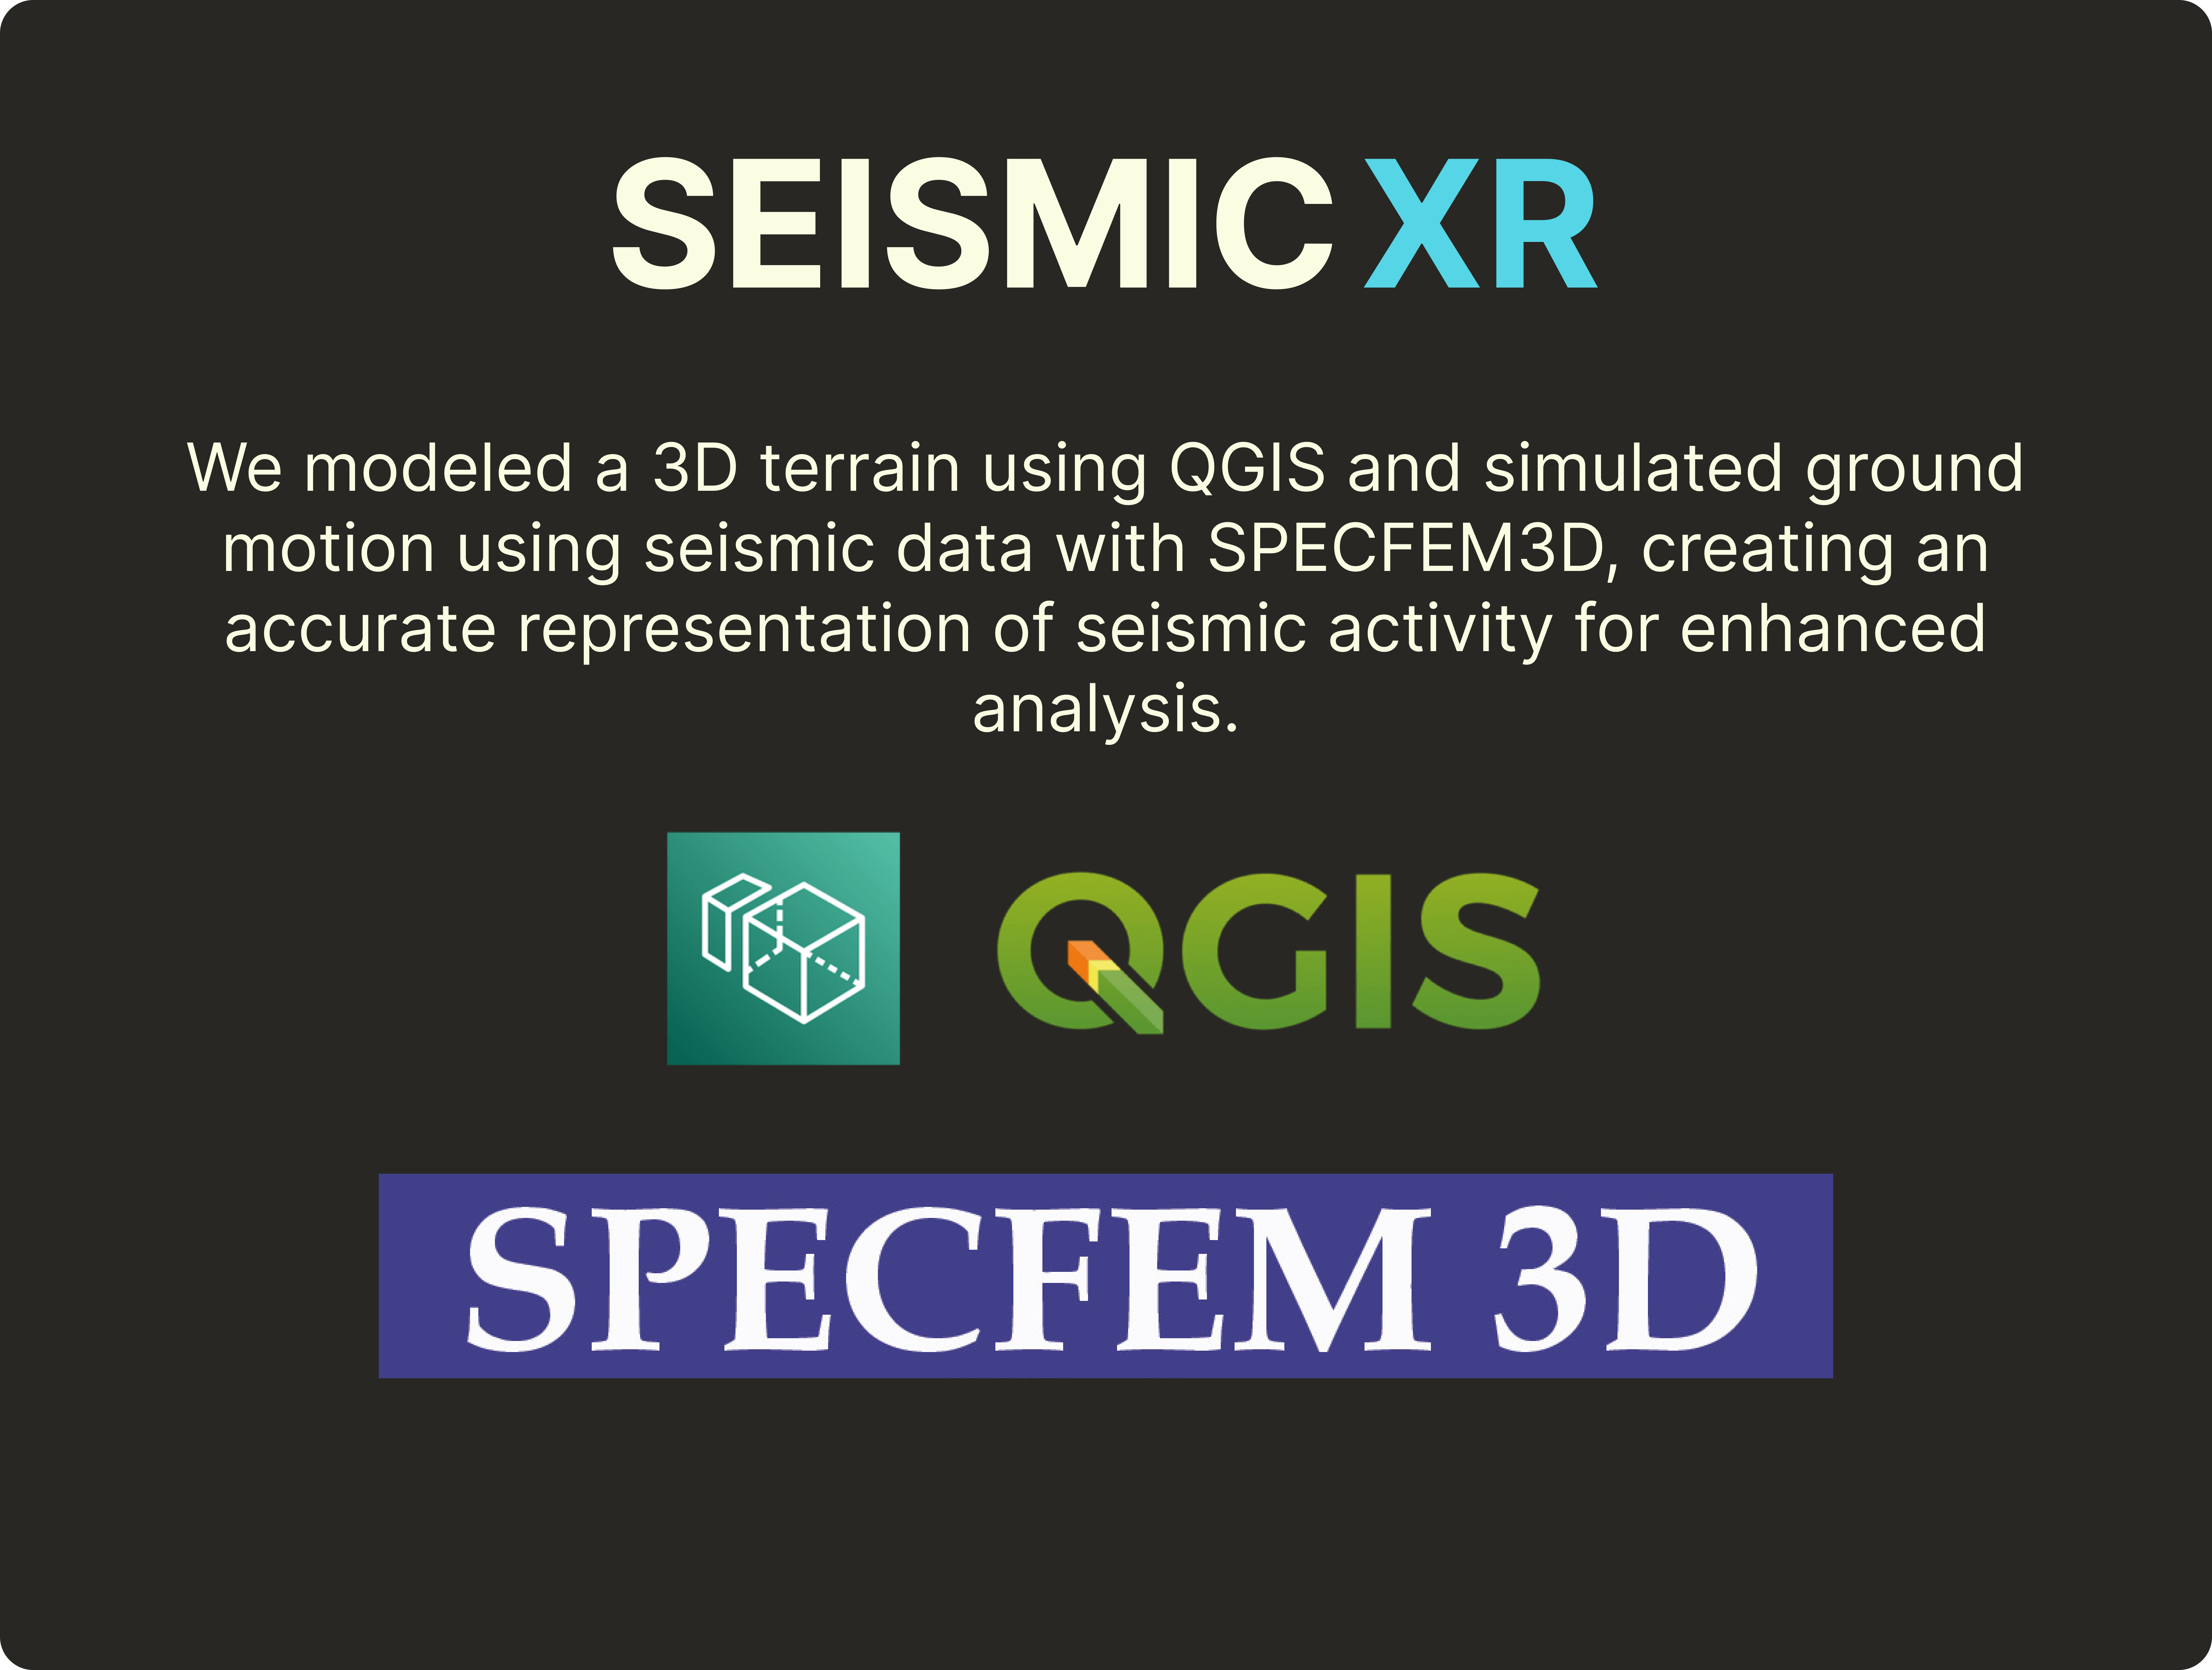 SEISMIC XR
We modeled a 3D terrain using QGIS and simulated ground
motion using seismic data with SPECFEM3D, creating an
accurate representation of seismic activity for enhanced
analysis.
QGIS
SPECFEM 3D